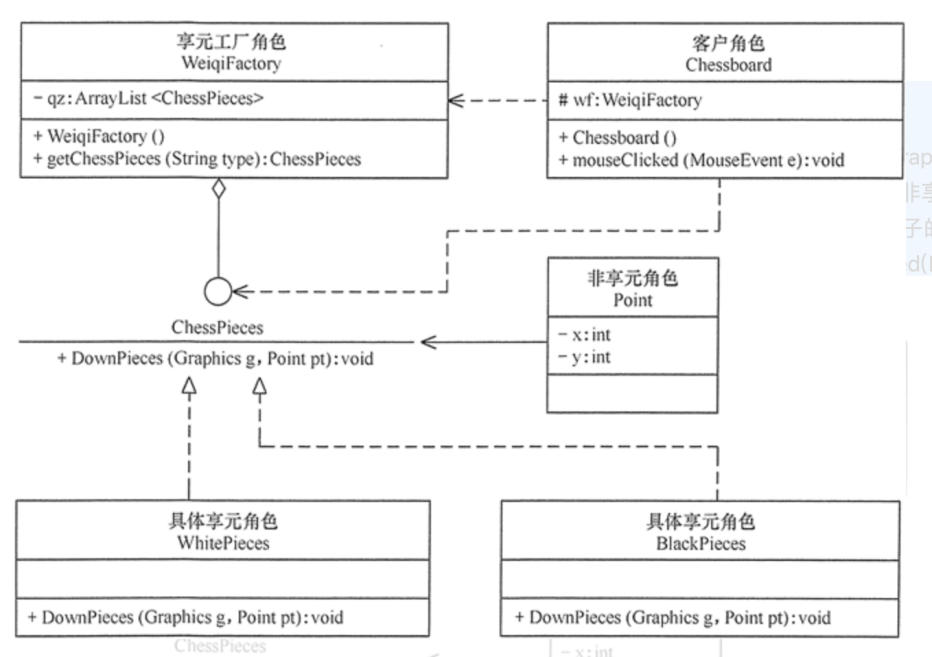 享元工厂角色
WeiqiFactory
- qz:ArrayList <ChessPieces>
+ WeiqiFactory ()
+ getChessPieces (String type):ChessPieces
客户角色
Chessboard
# wf:WeiqiFactory
+ Chessboard ()
+ mouseClicked (MouseEvent e):void
ChessPieces
+ DownPieces (Graphics g, Point pt):void
非享元角色
Point
- x:int
- y:int
具体享元角色
WhitePieces
+ DownPieces (Graphics g, Point pt):void
具体享元角色
BlackPieces
+ DownPieces (Graphics g, Point pt):void
ChessPieces
- x:int